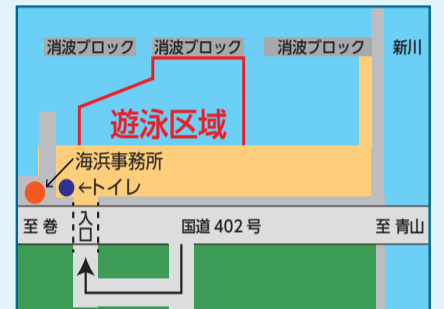 消波ブロック 消波ブロック 消波ブロック 新川
遊泳区域
海浜事務所
←トイレ
至 巻 入口 国道 402 号 至 青山